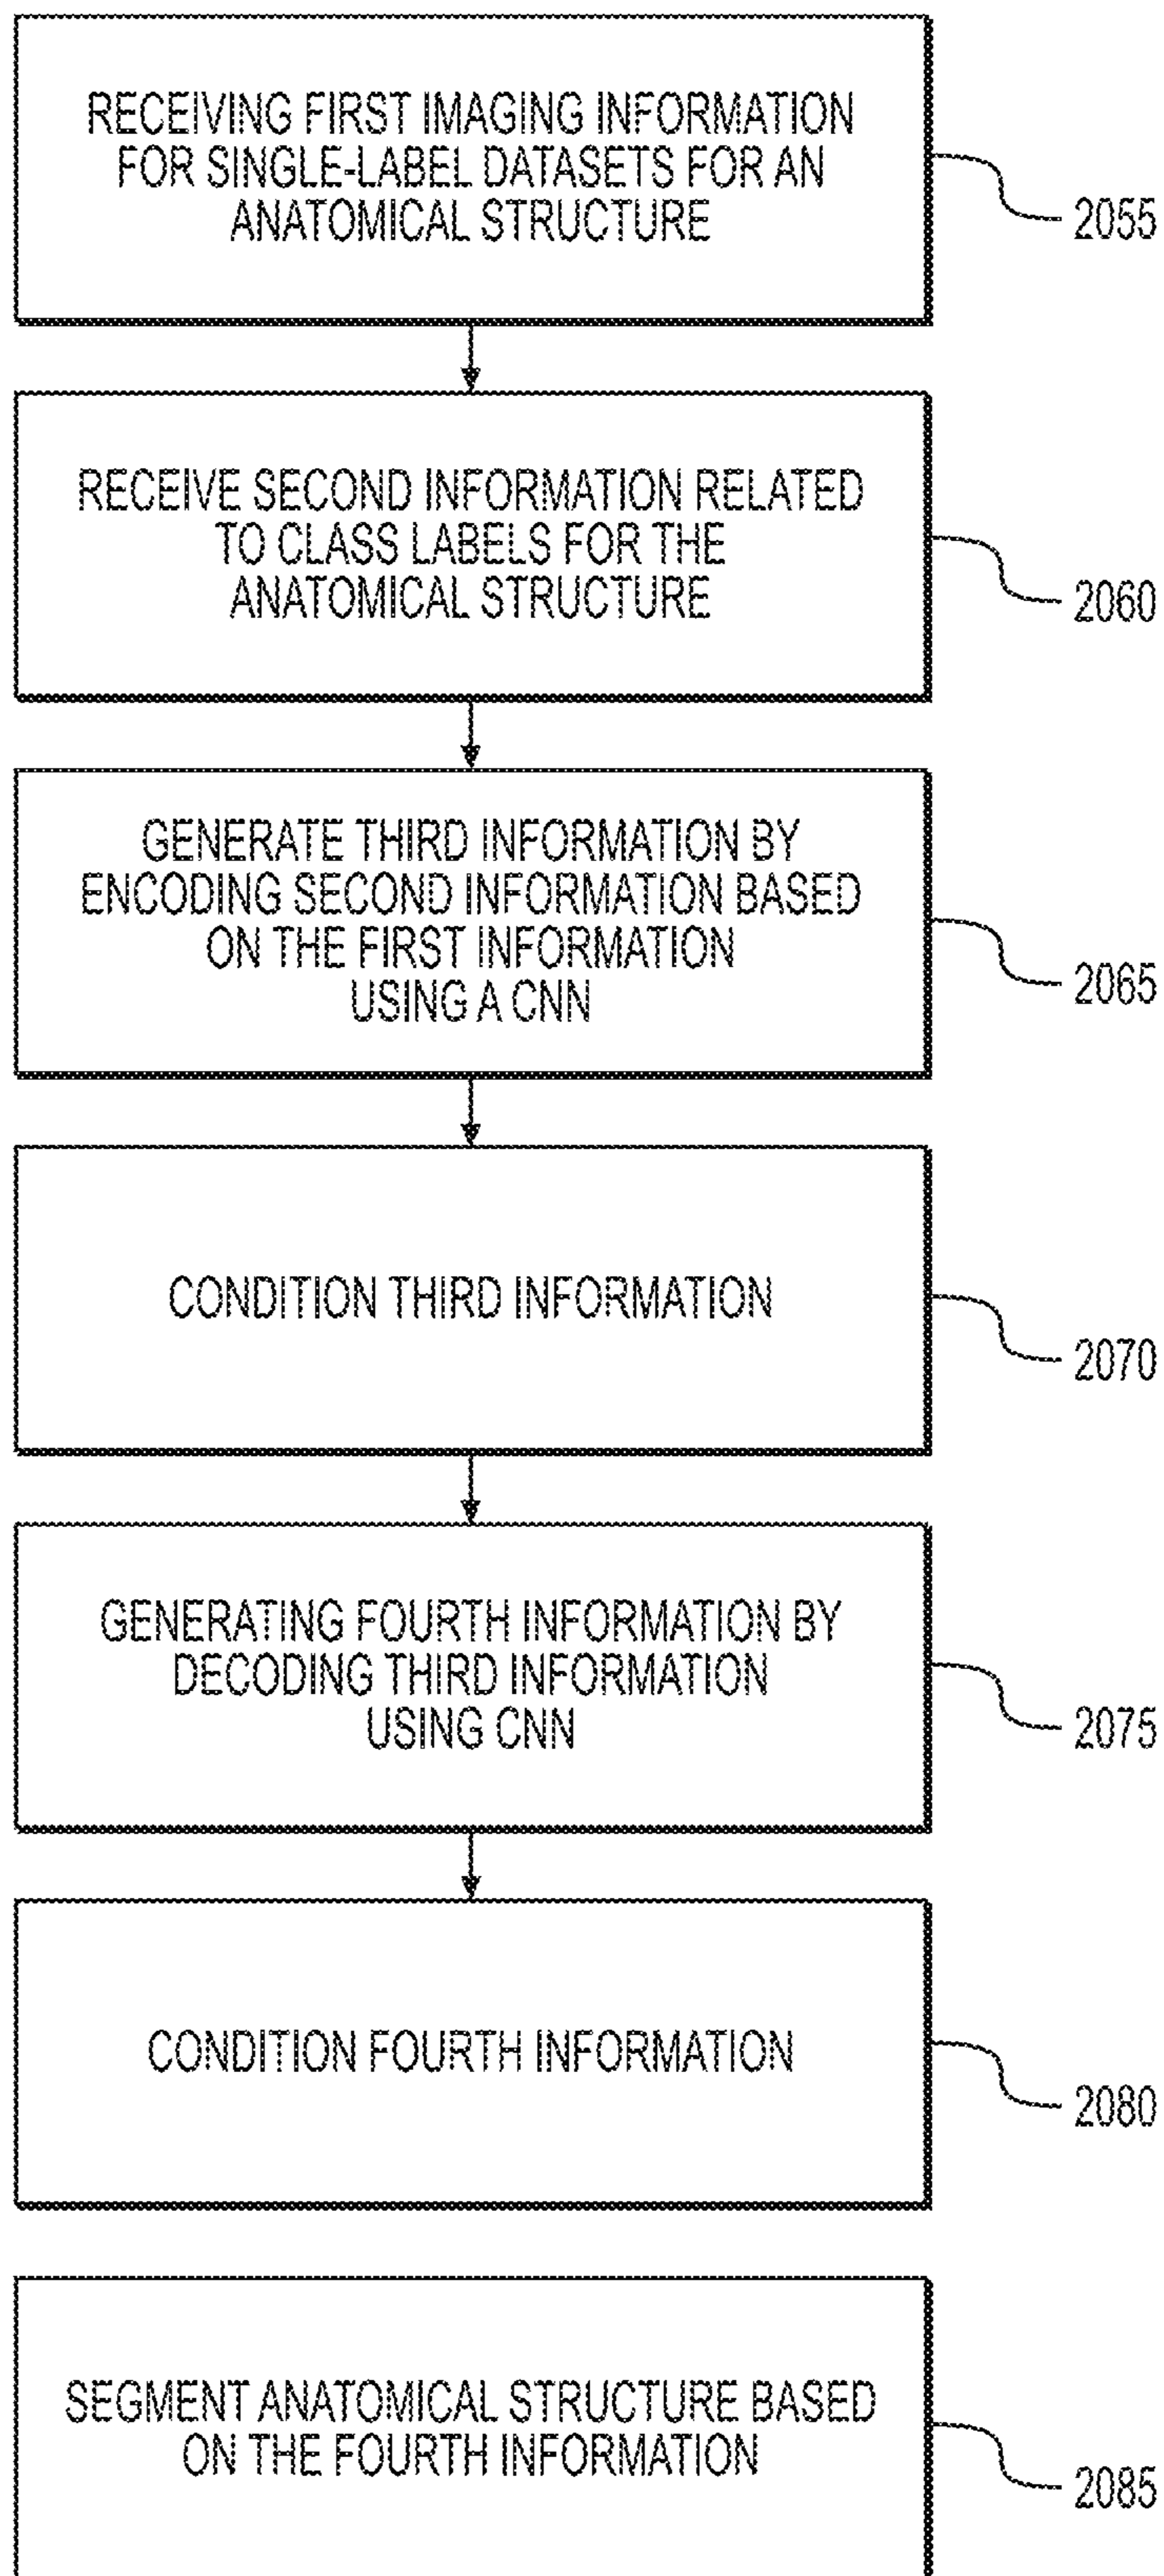 RECEIVING FIRST IMAGING INFORMATION
FOR SINGLE-LABEL DATASETS FOR AN
ANATOMICAL STRUCTURE
2055
RECEIVE SECOND INFORMATION RELATED
TO CLASS LABELS FOR THE
ANATOMICAL STRUCTURE
2060
GENERATE THIRD INFORMATION BY
ENCODING SECOND INFORMATION BASED
ON THE FIRST INFORMATION
USING A CNN
2065
CONDITION THIRD INFORMATION
2070
GENERATING FOURTH INFORMATION BY
DECODING THIRD INFORMATION
USING CNN
2075
CONDITION FOURTH INFORMATION
2080
SEGMENT ANATOMICAL STRUCTURE BASED
ON THE FOURTH INFORMATION
2085